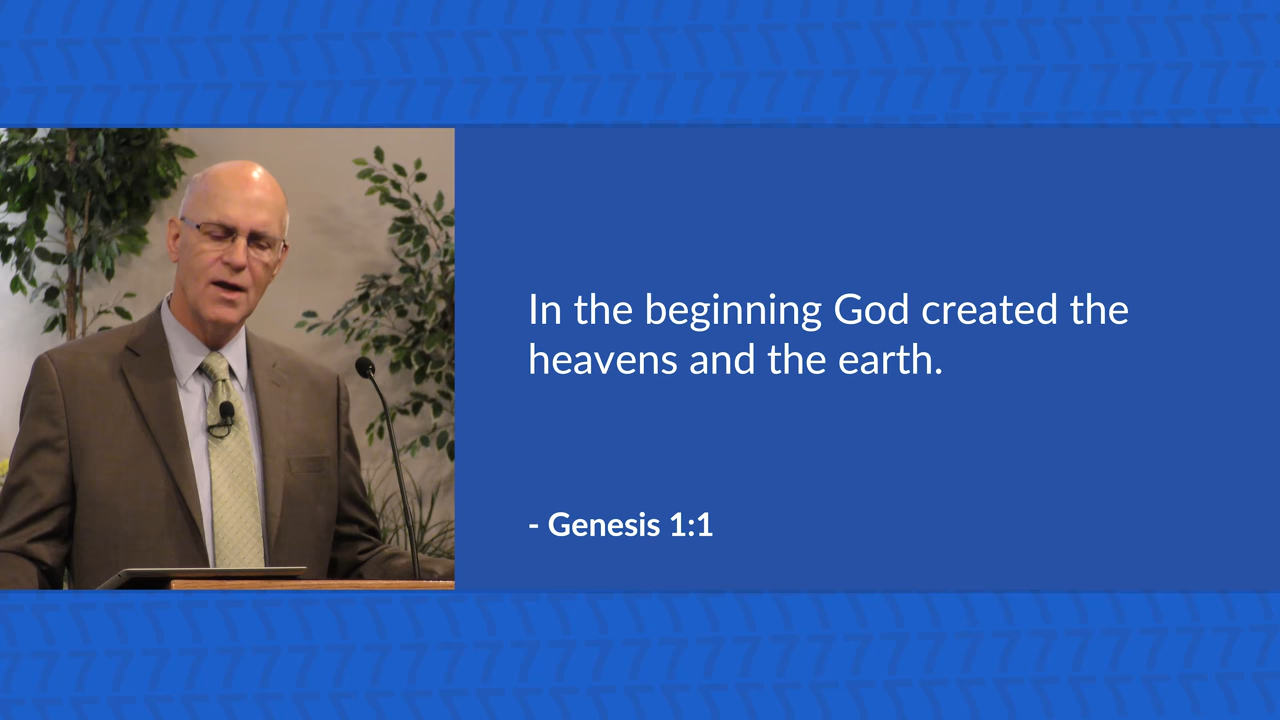 In the beginning God created the
heavens and the earth.
- Genesis 1:1